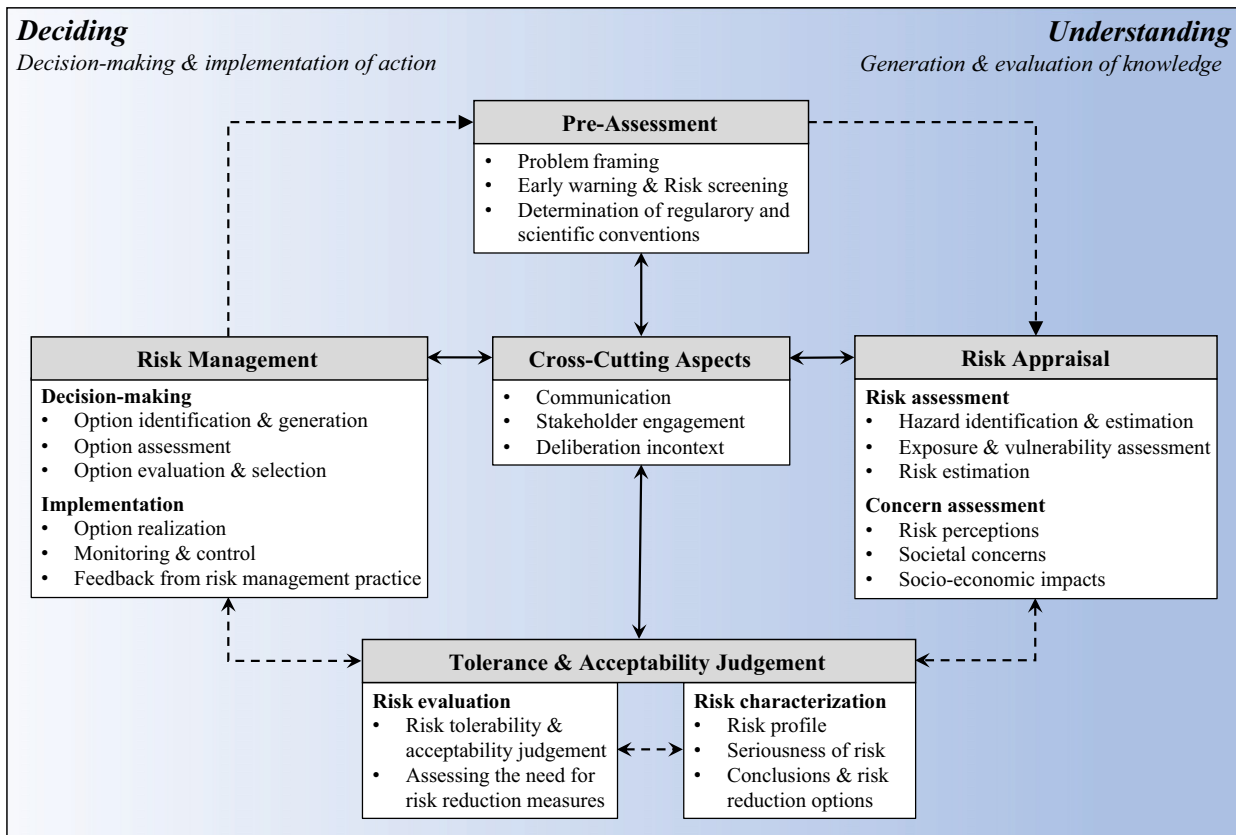 Deciding
Decision-making & implementation of action
Understanding
Generation & evaluation of knowledge
Pre-Assessment
• Problem framing
• Early warning & Risk screening
• Determination of regularory and
scientific conventions
Risk Management
Decision-making
• Option identification & generation
• Option assessment
• Option evaluation & selection
Implementation
• Option realization
• Monitoring & control
• Feedback from risk management practice
Cross-Cutting Aspects
• Communication
• Stakeholder engagement
• Deliberation incontext
Risk Appraisal
Risk assessment
• Hazard identification & estimation
• Exposure & vulnerability assessment
• Risk estimation
Concern assessment
• Risk perceptions
• Societal concerns
• Socio-economic impacts
Tolerance & Acceptability Judgement
Risk evaluation
• Risk tolerability &
acceptability judgement
• Assessing the need for
risk reduction measures
Risk characterization
• Risk profile
• Seriousness of risk
• Conclusions & risk
reduction options